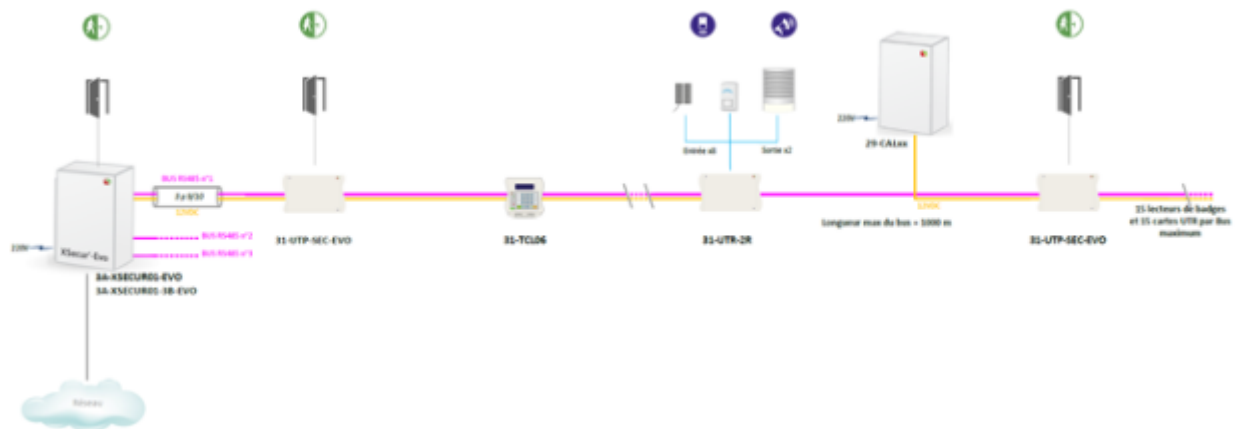 220V
29-CALxx
Entrée x8
Sortie x2
BUS RS485 n°1
12VDC
31-UTP-SEC-EVO
31-TCL06
31-UTR-2R
12VDC
Longueur max du bus = 1000 m
31-UTP-SEC-EVO
15 lecteurs de badges
et 15 cartes UTR par Bus
maximum
BUS RS485 n°2
BUS RS485 n°3
220V
XSecur'-Evo
3A-XSECUR01-EVO
3A-XSECUR01-3B-EVO
Réseau